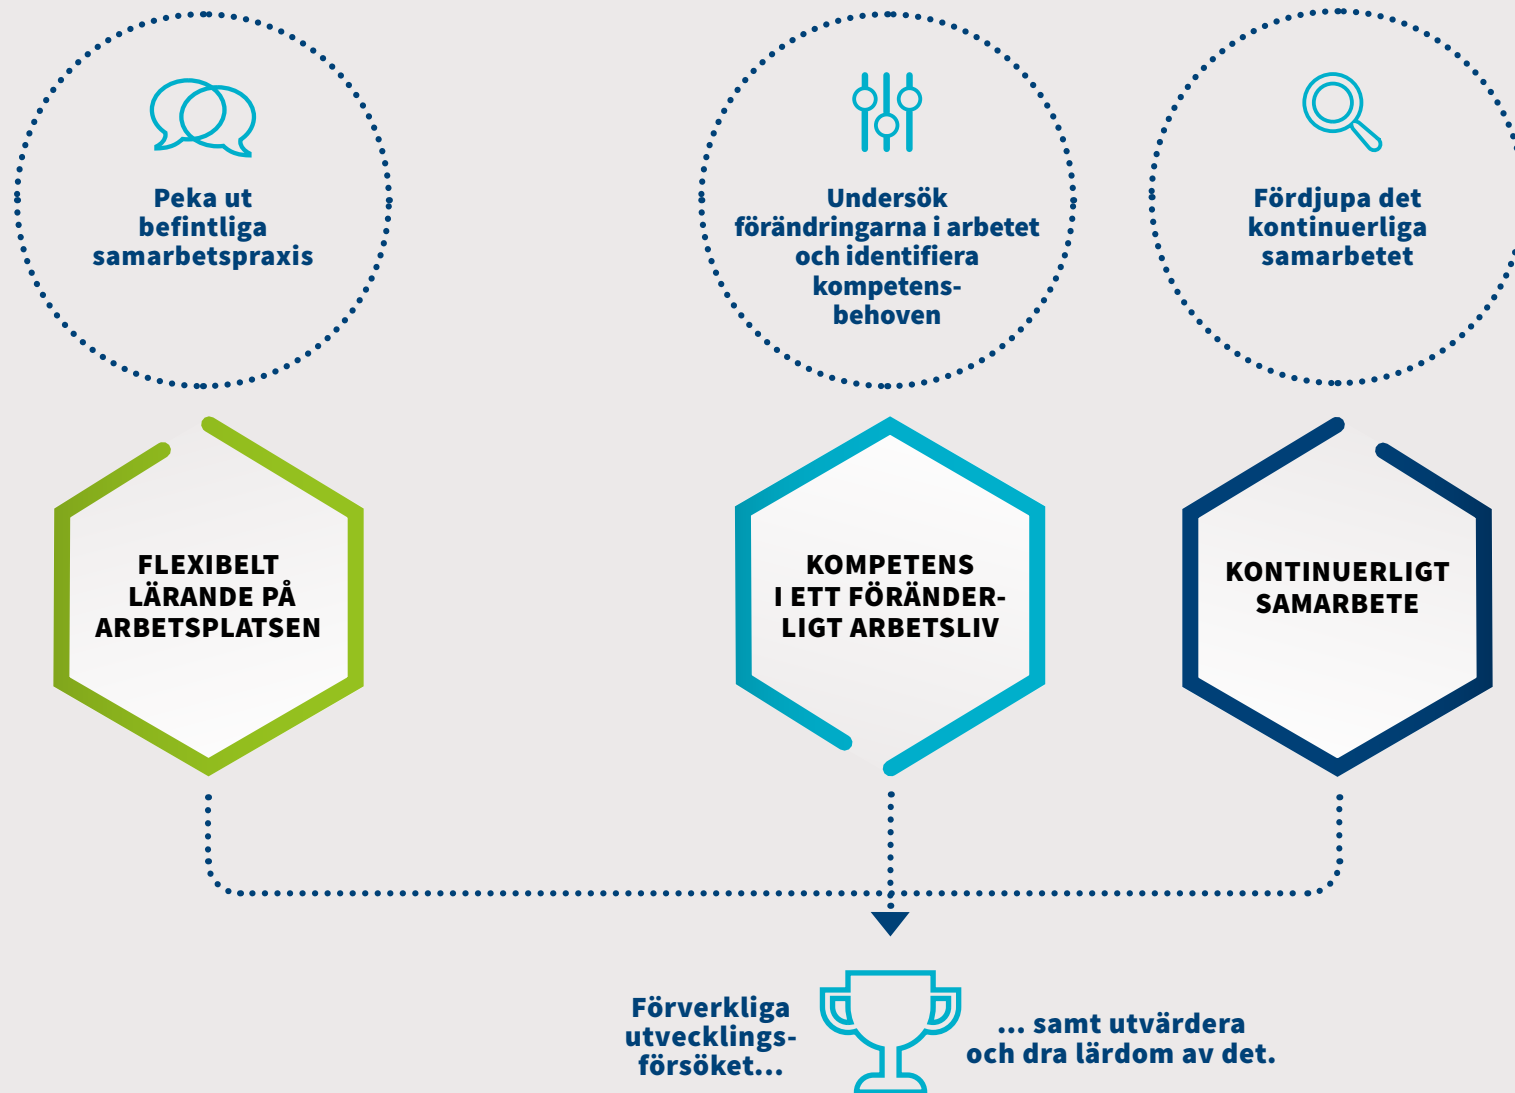 Peka ut
befintliga
samarbetspraxis
Undersök
förändringarna i arbetet
och identifiera
kompetens-
behoven
Fördjupa det
kontinuerliga
samarbetet
FLEXIBELT
LÄRANDE PÅ
ARBETSPLATSEN
KOMPETENS
I ETT FÖRÄNDER-
LIGT ARBETSLIV
KONTINUERLIGT
SAMARBETE
Förverkliga
utvecklings-
försöket...
... samt utvärdera
och dra lärdom av det.